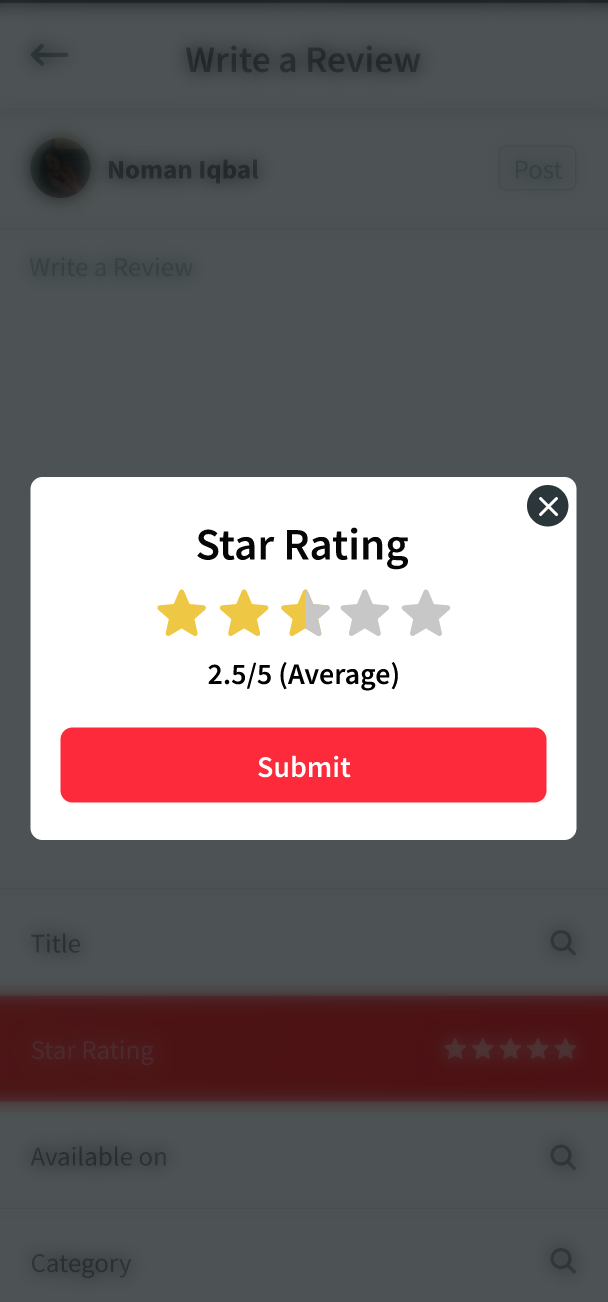 Write a Review
Noman Iqbal
Post
Write a Review
Star Rating
2.5/5 (Average)
Submit
Title
Star Rating
Available on
Category